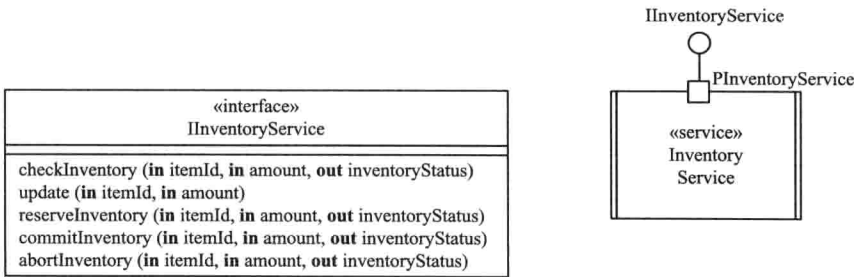 «interface»
IInventoryService
checkInventory (in itemId, in amount, out inventoryStatus)
update (in itemId, in amount)
reserveInventory (in itemId, in amount, out inventoryStatus)
commitInventory (in itemId, in amount, out inventoryStatus)
abortInventory (in itemId, in amount, out inventoryStatus)
IInventoryService
PInventoryService
«service»
Inventory
Service